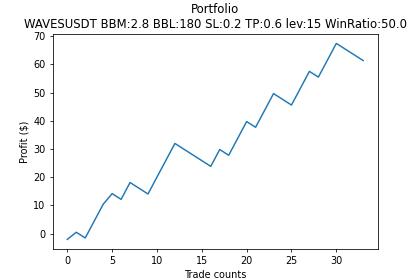 Portfolio
WAVESUSDT BBM:2.8 BBL:180 SL:0.2 TP:0.6 lev:15 WinRatio:50.0
70
60
50
40
30
20
10
0
Profit ($)
0 5 10 15 20 25 30
Trade counts